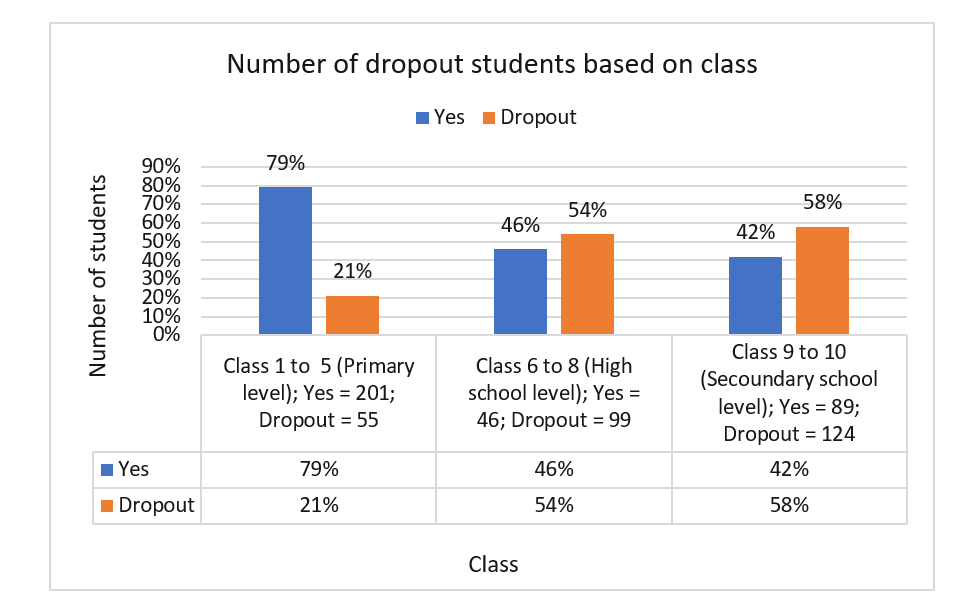 Number of dropout students based on class
Yes Dropout
Number of students
90%
80%
70%
60%
50%
40%
30%
20%
10%
0%
79%
21%
46%
54%
42%
58%
Class 1 to 5 (Primary
level); Yes = 201;
Dropout = 55
Class 6 to 8 (High
school level); Yes =
46; Dropout = 99
Class 9 to 10
(Secoundary school
level); Yes = 89;
Dropout = 124
Yes 79% 46% 42%
Dropout 21% 54% 58%
Class